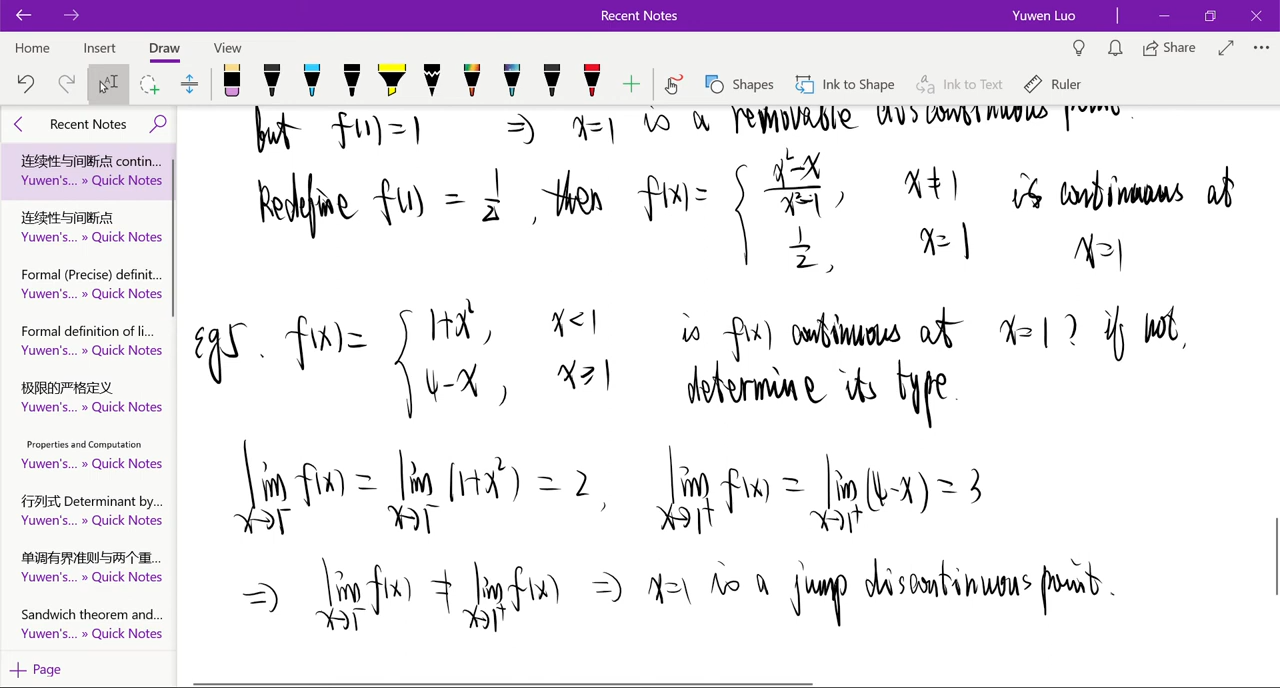 Recent Notes
Yuwen Luo
Home Insert Draw View
Share
Shapes
Ink to Shape
Ink to Text
Ruler
Recent Notes
连续性与间断点 contin...
Yuwen's... » Quick Notes
连续性与间断点
Yuwen's... » Quick Notes
Formal (Precise) definit...
Yuwen's... » Quick Notes
Formal definition of li...
Yuwen's... » Quick Notes
极限的严格定义
Yuwen's... » Quick Notes
Properties and Computation
Yuwen's... » Quick Notes
行列式 Determinant by...
Yuwen's... » Quick Notes
单调有界准则与两个重...
Yuwen's... » Quick Notes
Sandwich theorem and...
Yuwen's... » Quick Notes
Page
but f(1)=1 ⇒ x=1 is a removable discontinuous point.
Redefine f(1) = 1/2, then f(x) = { (x²-x)/(x²-1), x≠1 is continuous at
1/2, x=1 x=1
Eg5. f(x) = { 1+x², x<1 is f(x) continuous at x=1? if not,
4-x, x≥1 determine its type.
lim x→1⁻ f(x) = lim x→1⁻ (1+x²) = 2, lim x→1⁺ f(x) = lim x→1⁺ (4-x) = 3
⇒ lim x→1⁻ f(x) ≠ lim x→1⁺ f(x) ⇒ x=1 is a jump discontinuous point.